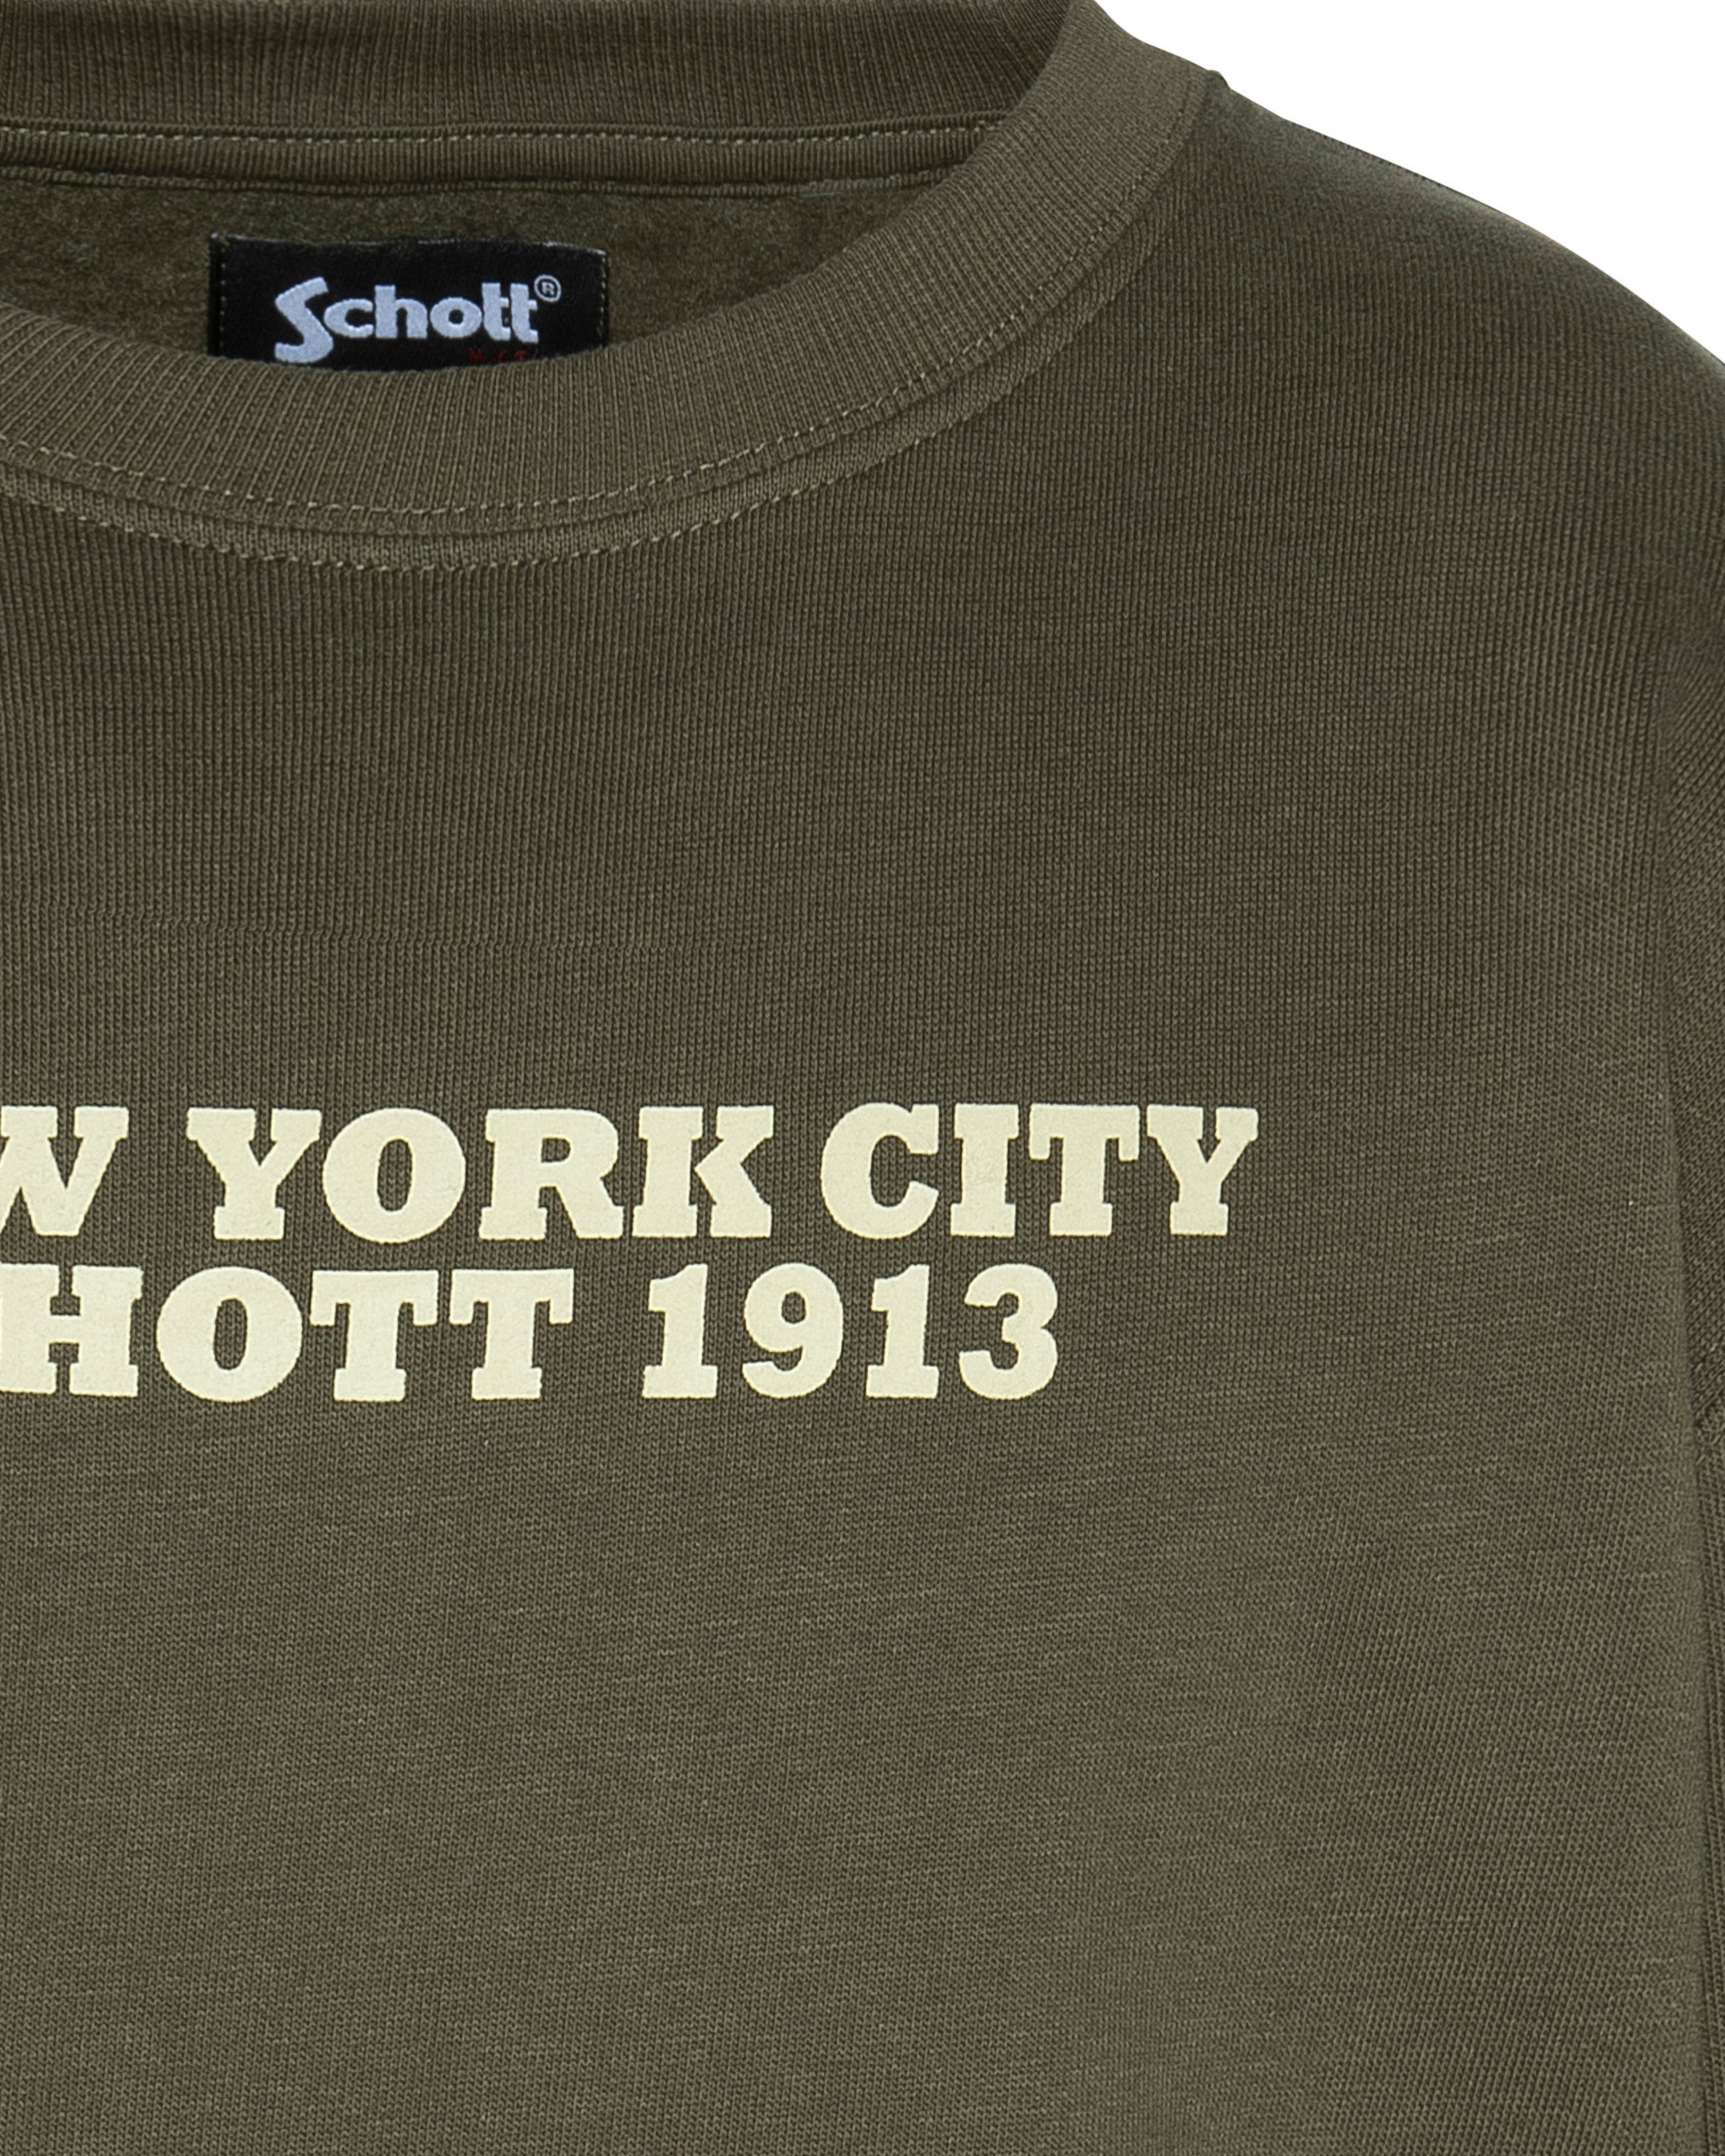 Schott®
N.Y.C
W YORK CITY
HOTT 1913